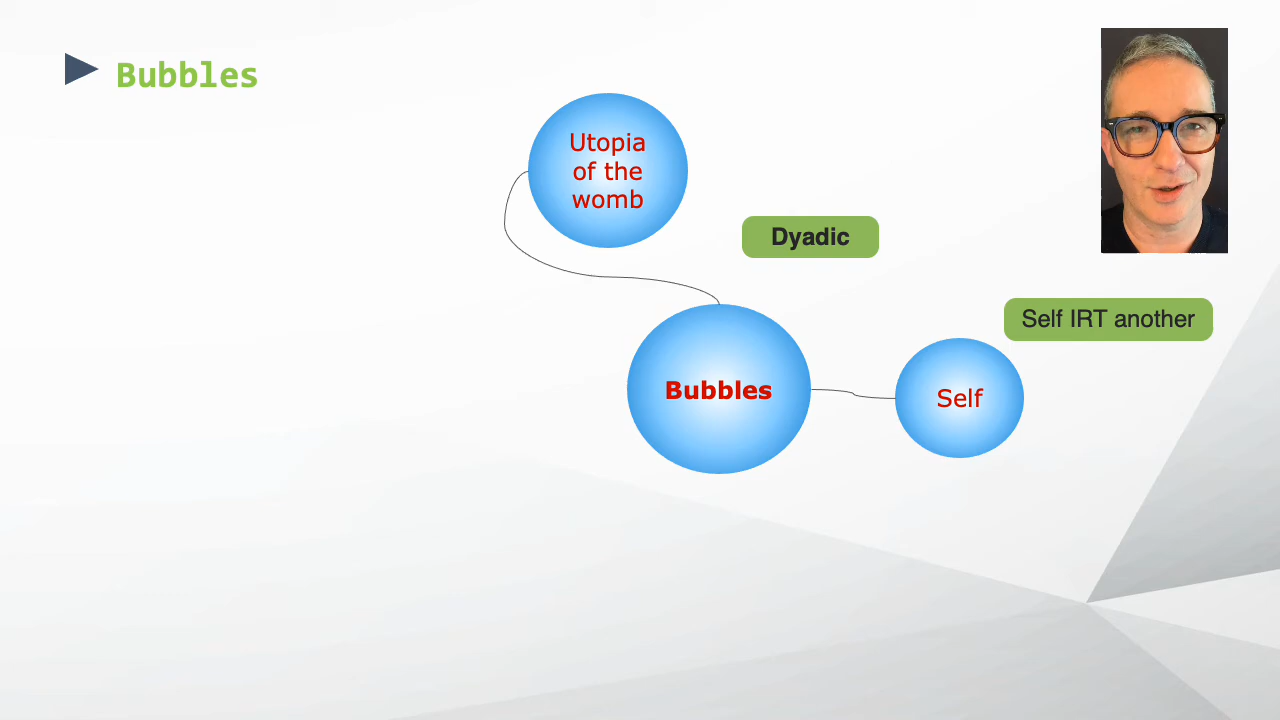 Bubbles
Utopia
of the
womb
Dyadic
Self IRT another
Bubbles
Self